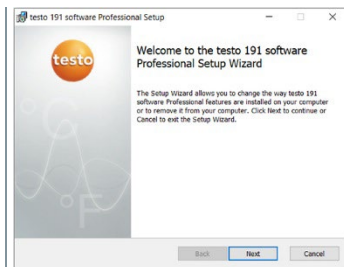 testo 191 software Professional Setup
testo
Welcome to the testo 191 software
Professional Setup Wizard
The Setup Wizard allows you to change the way testo 191
software Professional features are installed on your computer
or to remove it from your computer. Click Next to continue or
Cancel to exit the Setup Wizard.
°C
°F
Back Next Cancel